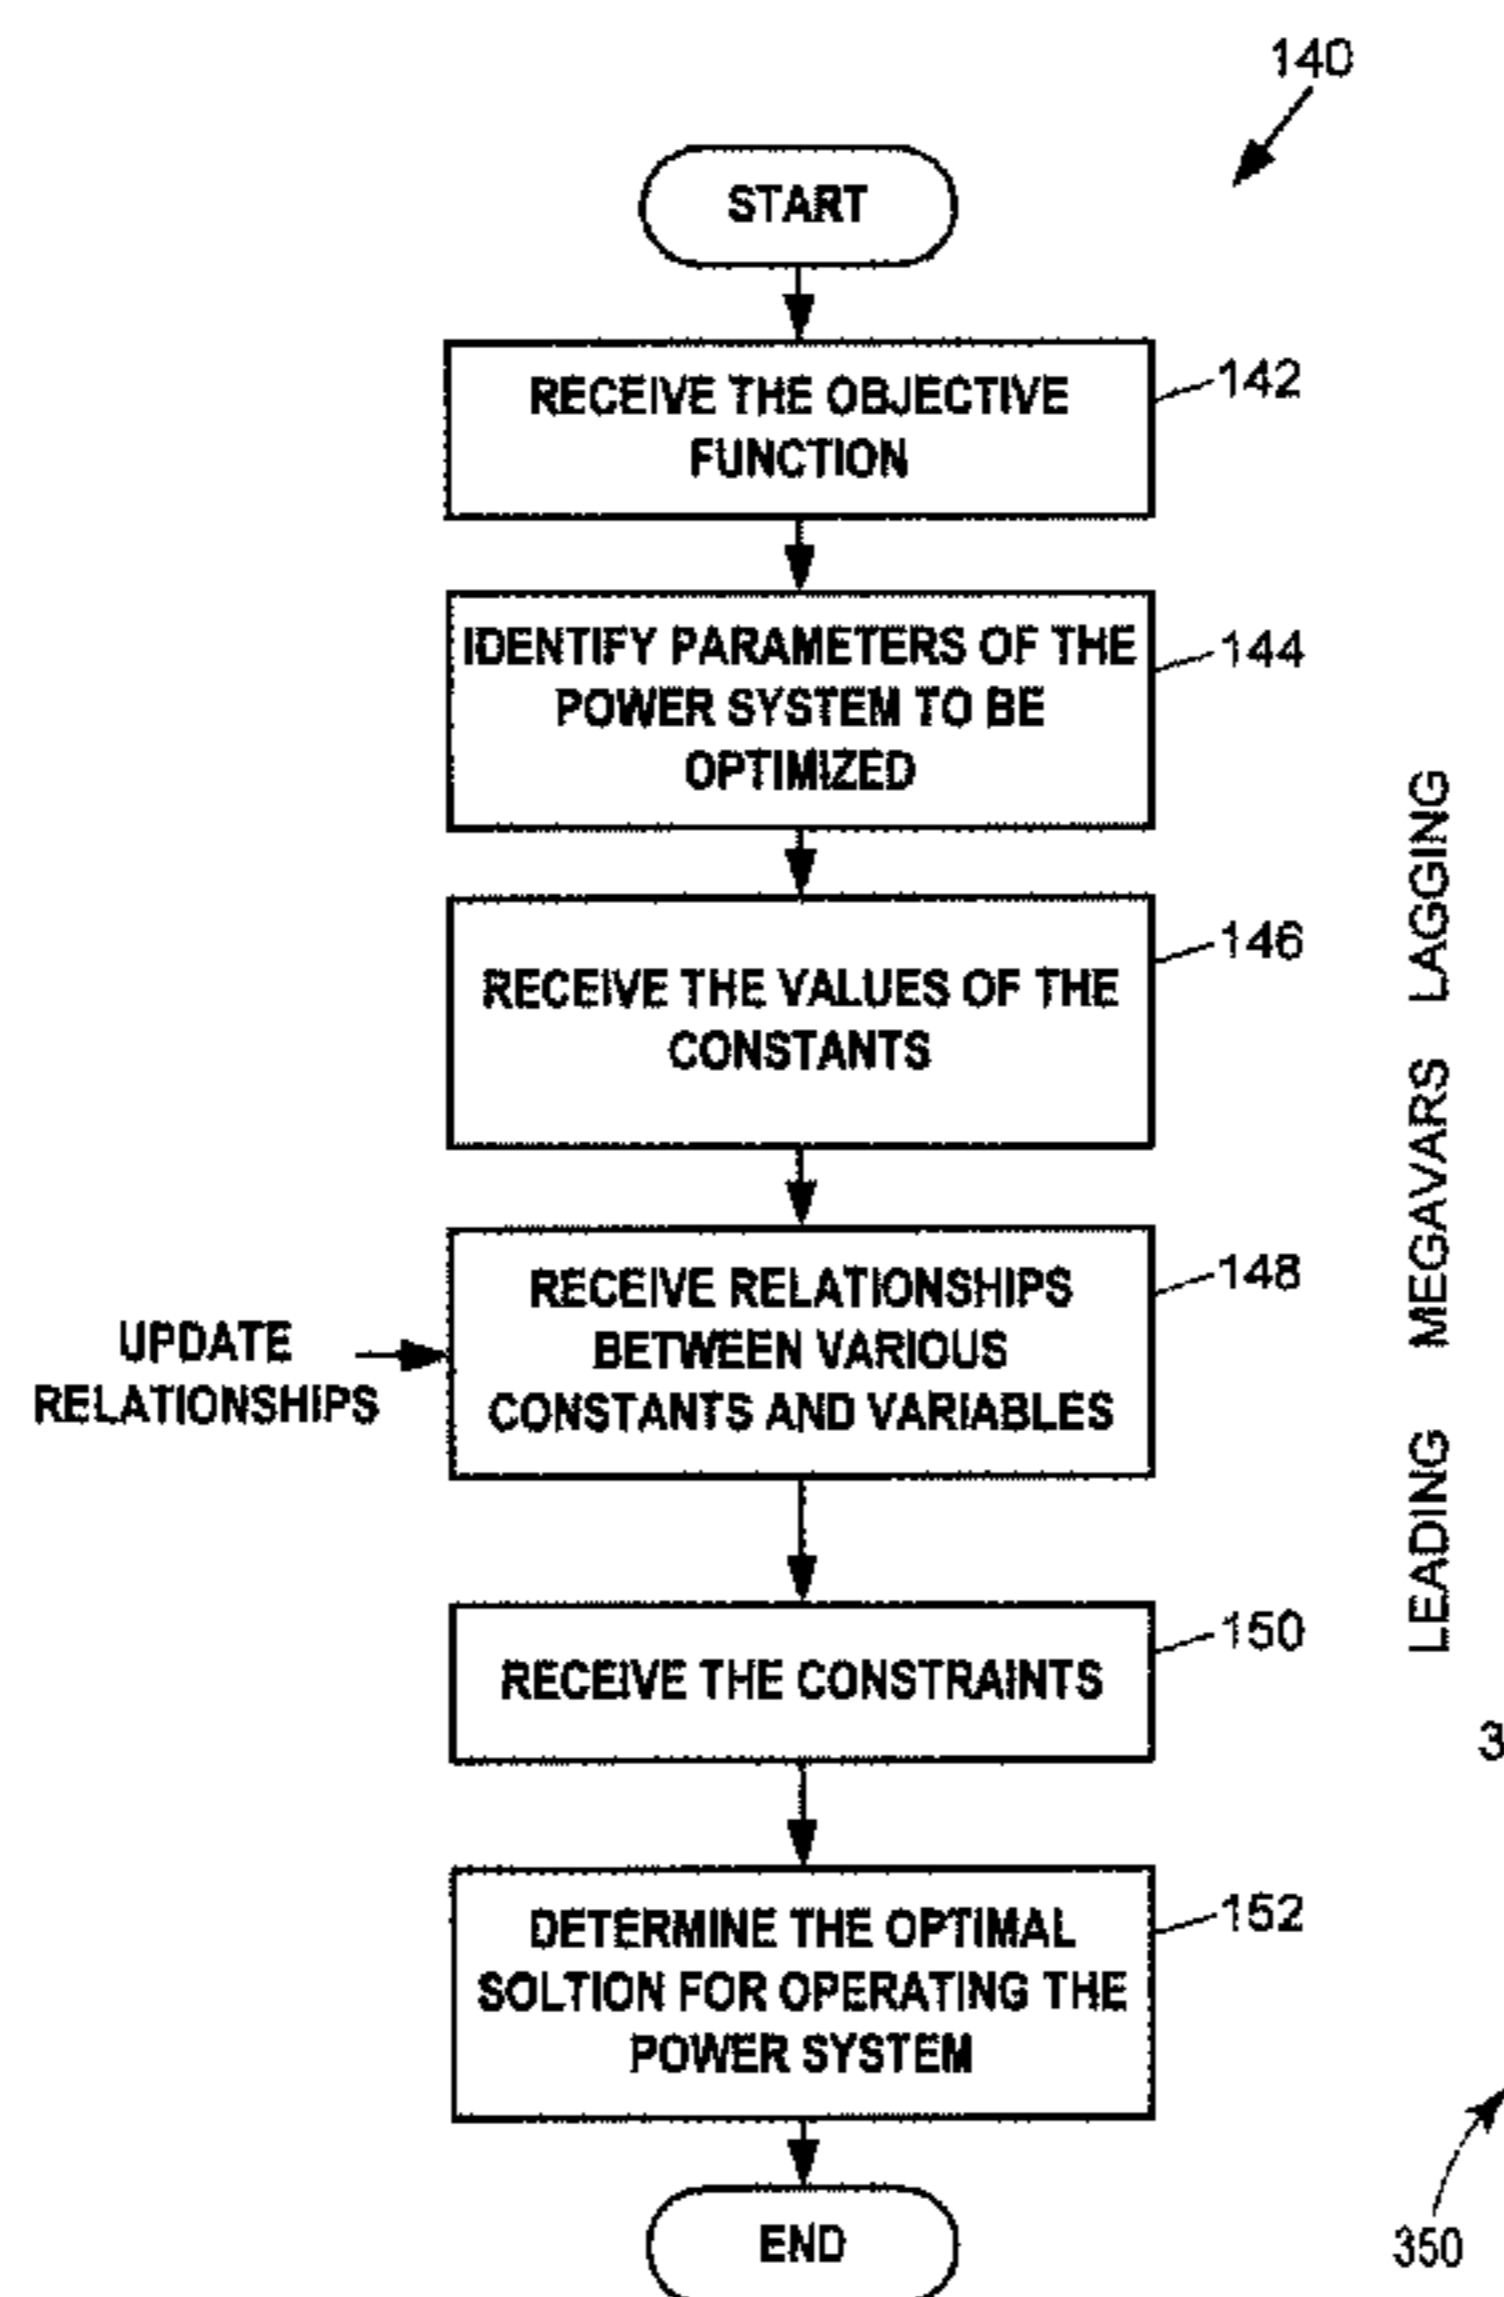 140
START
RECEIVE THE OBJECTIVE
FUNCTION
142
IDENTIFY PARAMETERS OF THE
POWER SYSTEM TO BE
OPTIMIZED
144
RECEIVE THE VALUES OF THE
CONSTANTS
146
UPDATE
RELATIONSHIPS
RECEIVE RELATIONSHIPS
BETWEEN VARIOUS
CONSTANTS AND VARIABLES
148
RECEIVE THE CONSTRAINTS
150
DETERMINE THE OPTIMAL
SOLTION FOR OPERATING THE
POWER SYSTEM
152
END
LEADING MEGAVARS LAGGING
3
350